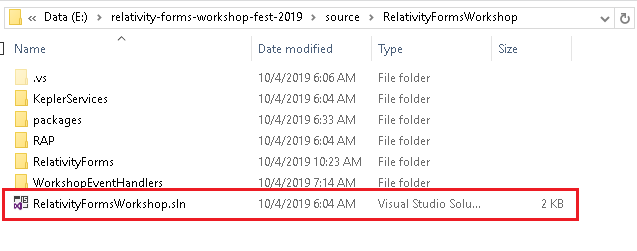 Data (E:) > relativity-forms-workshop-fest-2019 > source > RelativityFormsWorkshop
Name Date modified Type Size
.vs 10/4/2019 6:06 AM File folder
KeplerServices 10/4/2019 6:04 AM File folder
packages 10/4/2019 6:33 AM File folder
RAP 10/4/2019 6:04 AM File folder
RelativityForms 10/4/2019 10:23 AM File folder
WorkshopEventHandlers 10/4/2019 7:14 AM File folder
RelativityFormsWorkshop.sln 10/4/2019 6:04 AM Visual Studio Solu... 2 KB